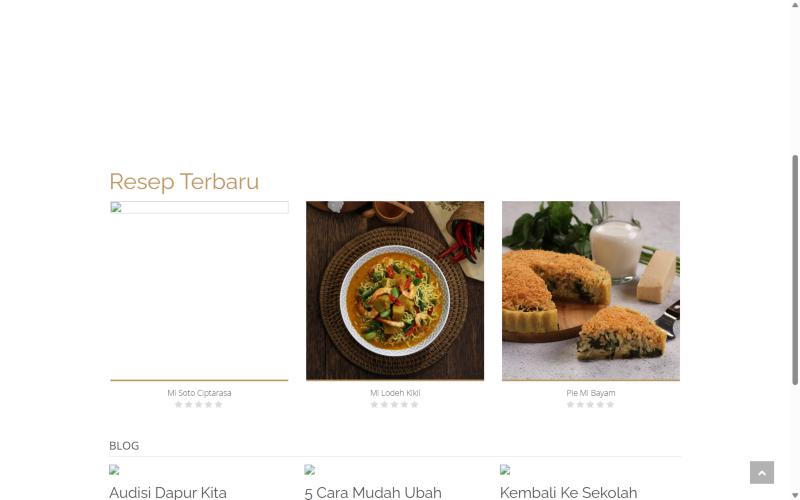 Resep Terbaru
Mi Soto Ciptarasa
Mi Lodeh Kikil
Pie Mi Bayam
BLOG
Audisi Dapur Kita
5 Cara Mudah Ubah
Kembali Ke Sekolah